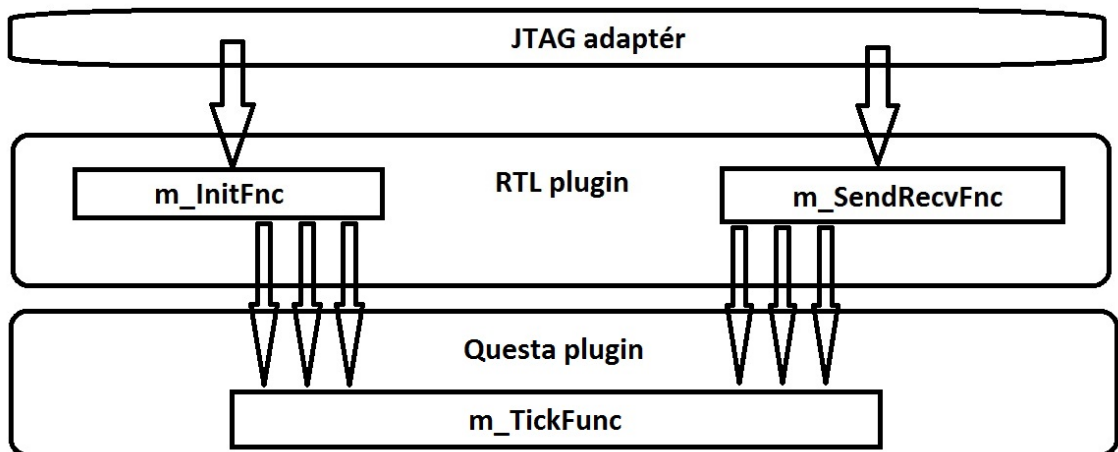 JTAG adaptér
RTL plugin
m_InitFnc
m_SendRecvFnc
Questa plugin
m_TickFunc